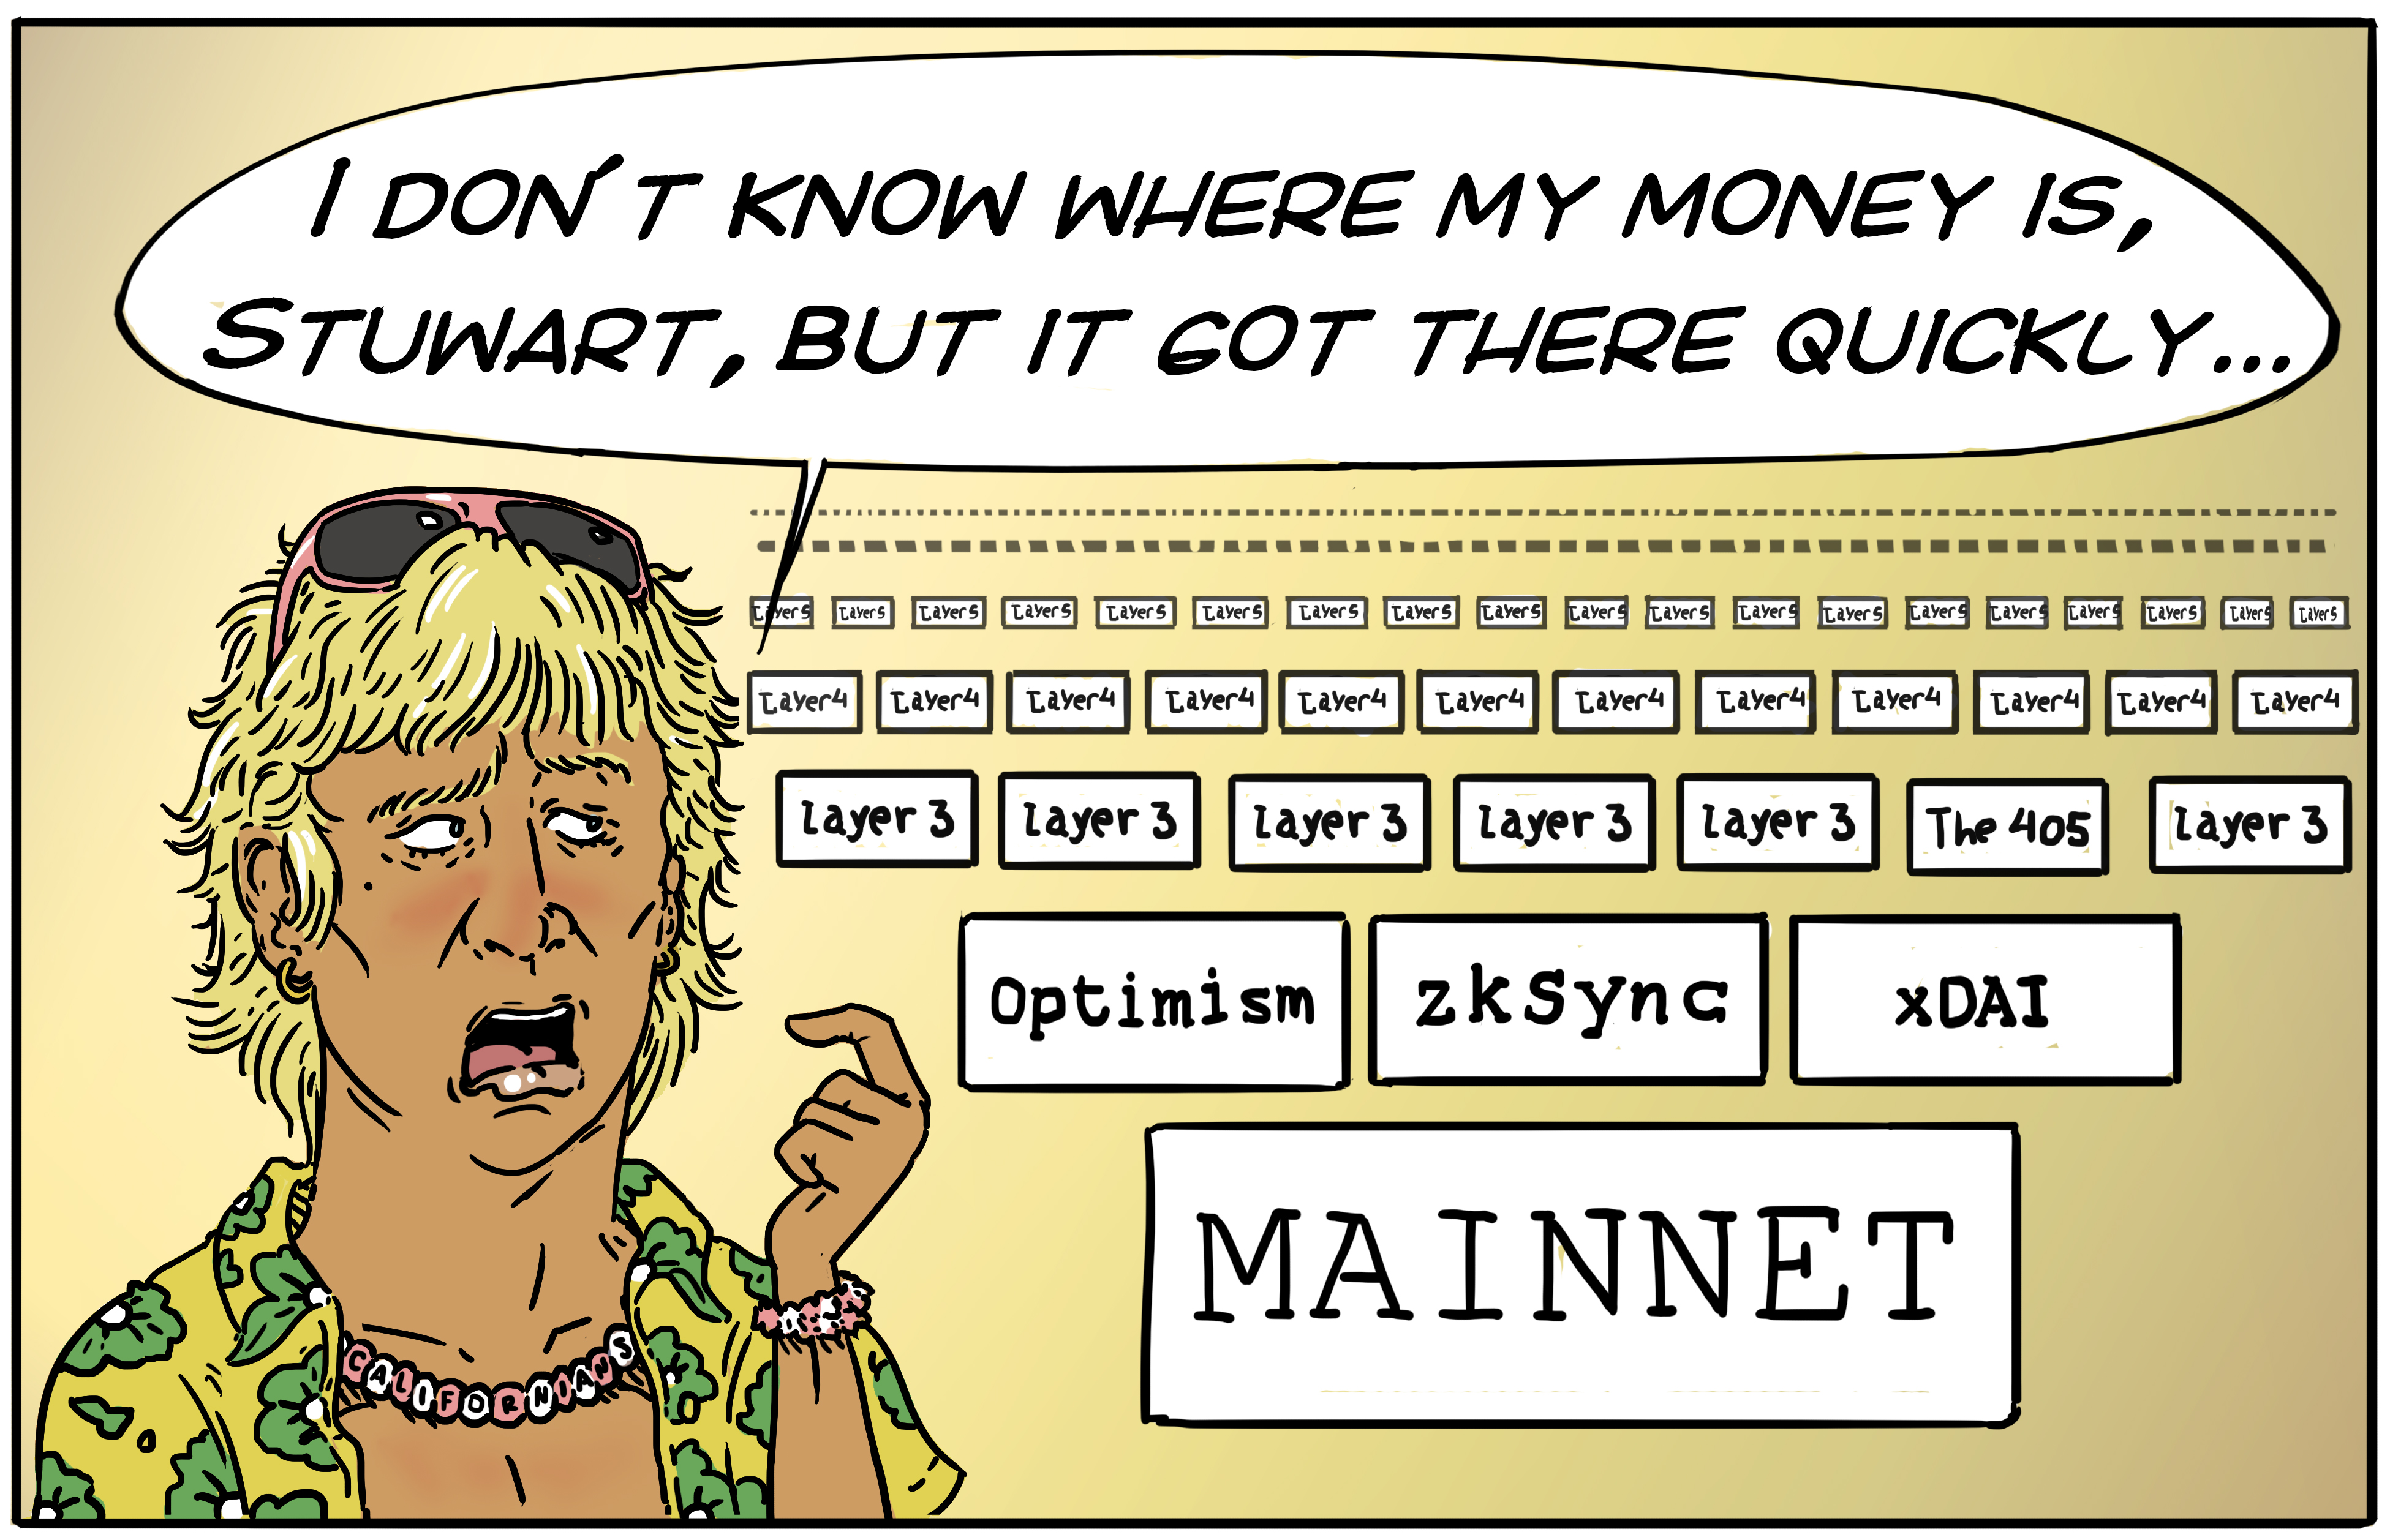 I DON'T KNOW WHERE MY MONEY IS,
STUWART, BUT IT GOT THERE QUICKLY...
Layer5 Layer5 Layer5 Layer5 Layer5 Layer5 Layer5 Layer5 Layer5 Layer5 Layer5 Layer5 Layer5 Layer5 Layer5 Layer5 Layer5 Layer5 Layer5
Layer4 Layer4 Layer4 Layer4 Layer4 Layer4 Layer4 Layer4 Layer4 Layer4 Layer4 Layer4
Layer 3 Layer 3 Layer 3 Layer 3 Layer 3 The 405 Layer 3
Optimism zkSync xDAI
MAINNET
CALIFORNIANS